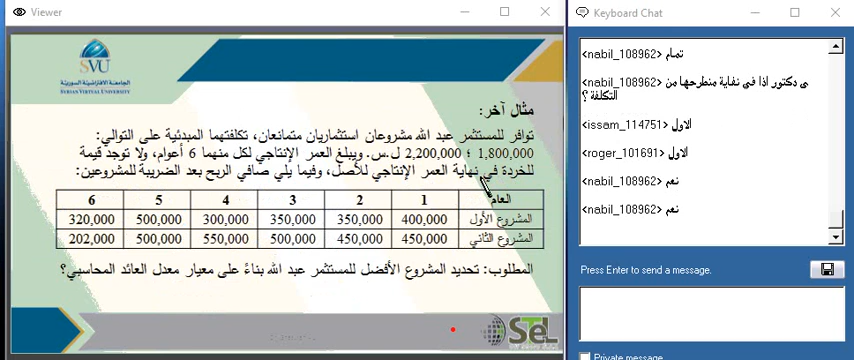 Viewer
SVU
الجامعة الافتراضية السورية
SYRIAN VIRTUAL UNIVERSITY
مثال آخر:
توافر للمستثمر عبد الله مشروعان استثماريان متمانعان، تكلفتهما المبدئية على التوالي:
1,800,000 ؛ 2,200,000 ل.س. ويبلغ العمر الإنتاجي لكل منهما 6 أعوام، ولا توجد قيمة
للخردة في نهاية العمر الإنتاجي للأصل، وفيما يلي صافي الربح بعد الضريبة للمشروعين:
العام 1 2 3 4 5 6
المشروع الأول 400,000 350,000 350,000 300,000 500,000 320,000
المشروع الثاني 450,000 450,000 500,000 550,000 500,000 202,000
المطلوب: تحديد المشروع الأفضل للمستثمر عبد الله بناءً على معيار معدل العائد المحاسبي؟
SeL
Keyboard Chat
<nabil_108962> تمام
<nabil_108962> ى دكتور اذا في نفاية منطرحها من
التكلفة ؟
<issam_114751> الاول
<roger_101691> الاول
<nabil_108962> نعم
<nabil_108962> نعم
Press Enter to send a message.
Private message